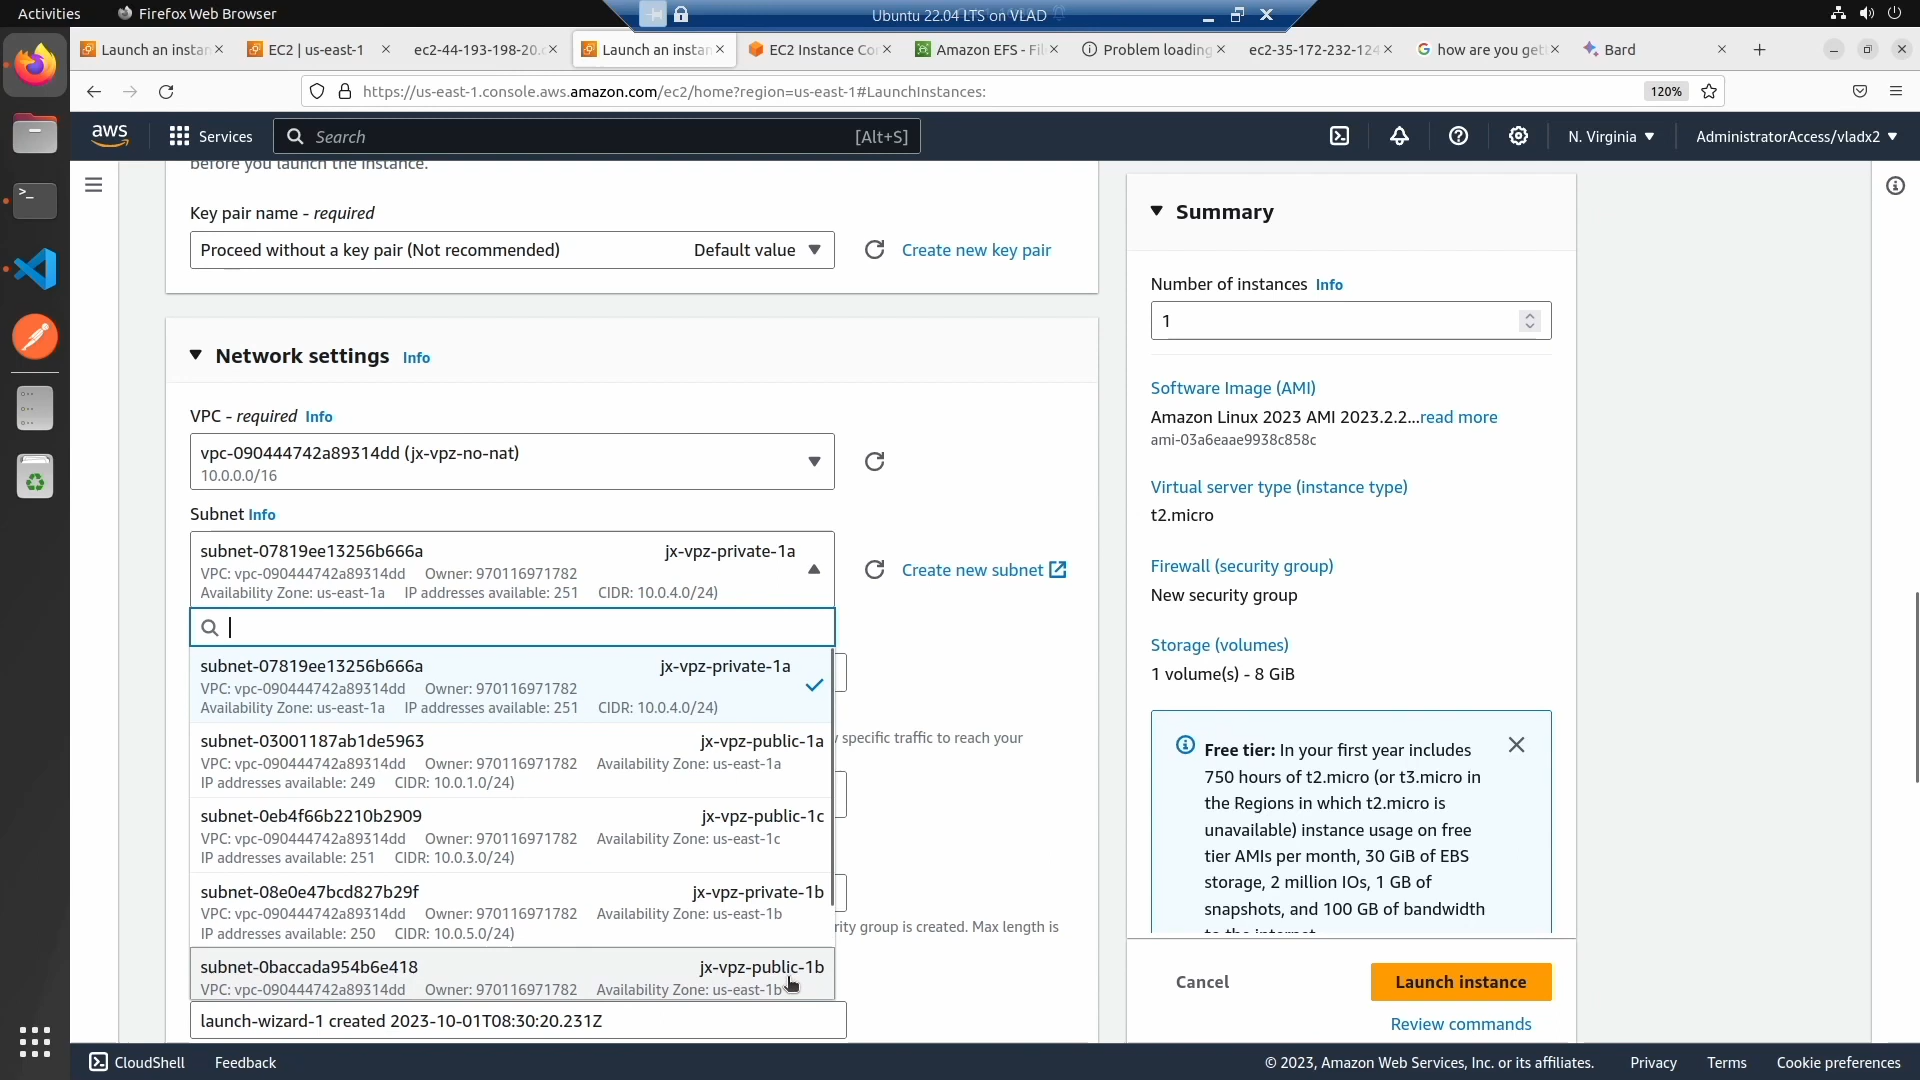 Activities
Firefox Web Browser
Ubuntu 22.04 LTS on VLAD
Launch an instan
EC2 | us-east-1
ec2-44-193-198-20.
Launch an instan
EC2 Instance Co
Amazon EFS - Fil
Problem loading
ec2-35-172-232-124
how are you get
Bard
https://us-east-1.console.aws.amazon.com/ec2/home?region=us-east-1#LaunchInstances:
120%
aws
Services
Search
[Alt+S]
N. Virginia
AdministratorAccess/vladx2
before you launch the instance.
Key pair name - required
Proceed without a key pair (Not recommended)
Default value
Create new key pair
Network settings Info
VPC - required Info
vpc-090444742a89314dd (jx-vpz-no-nat)
10.0.0.0/16
Subnet Info
subnet-07819ee13256b666a jx-vpz-private-1a
VPC: vpc-090444742a89314dd Owner: 970116971782
Availability Zone: us-east-1a IP addresses available: 251 CIDR: 10.0.4.0/24)
Create new subnet
subnet-07819ee13256b666a jx-vpz-private-1a
VPC: vpc-090444742a89314dd Owner: 970116971782
Availability Zone: us-east-1a IP addresses available: 251 CIDR: 10.0.4.0/24)
subnet-03001187ab1de5963 jx-vpz-public-1a
VPC: vpc-090444742a89314dd Owner: 970116971782 Availability Zone: us-east-1a
IP addresses available: 249 CIDR: 10.0.1.0/24)
specific traffic to reach your
subnet-0eb4f66b2210b2909 jx-vpz-public-1c
VPC: vpc-090444742a89314dd Owner: 970116971782 Availability Zone: us-east-1c
IP addresses available: 251 CIDR: 10.0.3.0/24)
subnet-08e0e47bcd827b29f jx-vpz-private-1b
VPC: vpc-090444742a89314dd Owner: 970116971782 Availability Zone: us-east-1b
IP addresses available: 250 CIDR: 10.0.5.0/24)
rity group is created. Max length is
subnet-0baccada954b6e418 jx-vpz-public-1b
VPC: vpc-090444742a89314dd Owner: 970116971782 Availability Zone: us-east-1b
launch-wizard-1 created 2023-10-01T08:30:20.231Z
Summary
Number of instances Info
1
Software Image (AMI)
Amazon Linux 2023 AMI 2023.2.2...read more
ami-03a6eaae9938c858c
Virtual server type (instance type)
t2.micro
Firewall (security group)
New security group
Storage (volumes)
1 volume(s) - 8 GiB
Free tier: In your first year includes
750 hours of t2.micro (or t3.micro in
the Regions in which t2.micro is
unavailable) instance usage on free
tier AMIs per month, 30 GiB of EBS
storage, 2 million IOs, 1 GB of
snapshots, and 100 GB of bandwidth
to the internet.
Cancel
Launch instance
Review commands
CloudShell
Feedback
© 2023, Amazon Web Services, Inc. or its affiliates.
Privacy
Terms
Cookie preferences